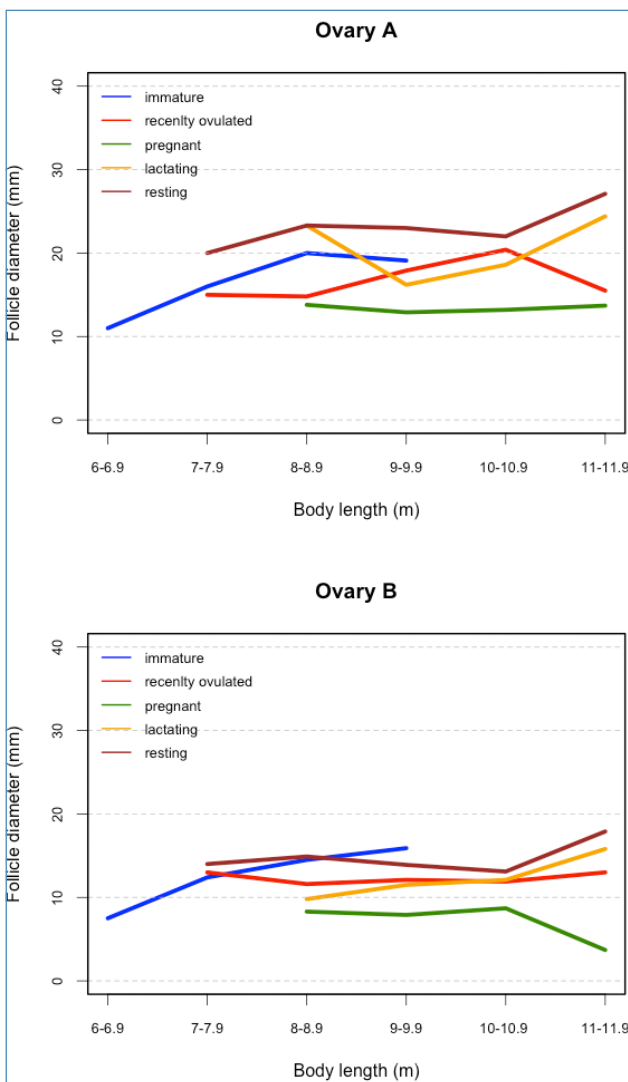 Ovary A
40
30
20
10
0
Follicle diameter (mm)
immature
recenlty ovulated
pregnant
lactating
resting
6-6.9 7-7.9 8-8.9 9-9.9 10-10.9 11-11.9
Body length (m)
Ovary B
40
30
20
10
0
Follicle diameter (mm)
immature
recenlty ovulated
pregnant
lactating
resting
6-6.9 7-7.9 8-8.9 9-9.9 10-10.9 11-11.9
Body length (m)